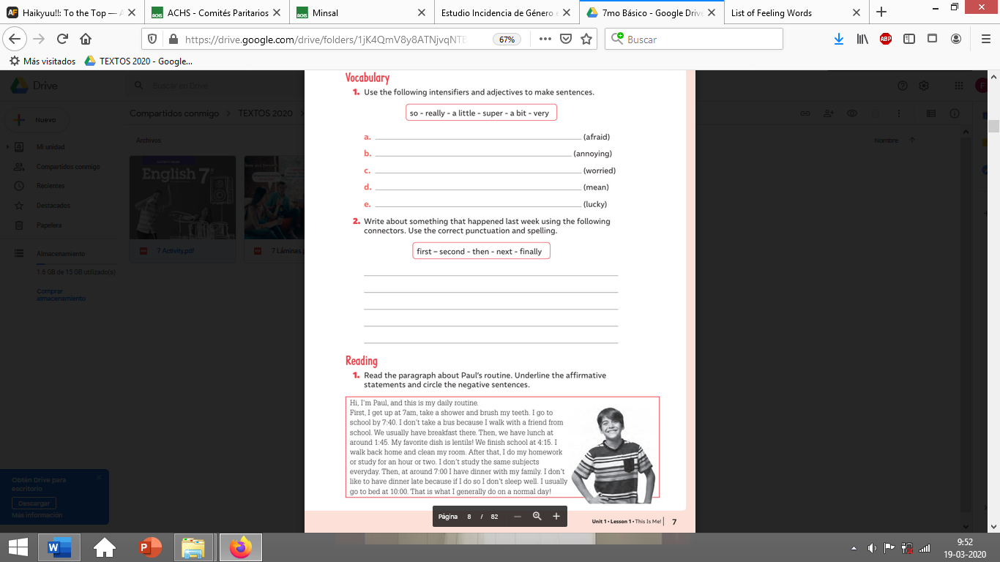 Haikyuu!!: To the Top — A
ACHS - Comités Paritarios
Minsal
Estudio Incidencia de Género
7mo Básico - Google Drive
List of Feeling Words
https://drive.google.com/drive/folders/1jK4QmV8y8ATNjvqNTE
67%
Buscar
Más visitados
TEXTOS 2020 - Google...
Drive
Buscar en Drive
Nuevo
Compartidos conmigo
TEXTOS 2020
Archivos
Nombre
Mi unidad
Compartidos conmigo
Recientes
Destacados
Papelera
English 7
7 Activity.pdf
7 Láminas
Almacenamiento
1.6 GB de 15 GB utilizado(s)
Comprar
almacenamiento
Vocabulary
1. Use the following intensifiers and adjectives to make sentences.
so - really - a little - super - a bit - very
a. (afraid)
b. (annoying)
c. (worried)
d. (mean)
e. (lucky)
2. Write about something that happened last week using the following
connectors. Use the correct punctuation and spelling.
first – second - then - next - finally
Reading
1. Read the paragraph about Paul's routine. Underline the affirmative
statements and circle the negative sentences.
Hi, I'm Paul, and this is my daily routine.
First, I get up at 7am, take a shower and brush my teeth. I go to
school by 7:40. I don't take a bus because I walk with a friend from
school. We usually have breakfast there. Then, we have lunch at
around 1:45. My favorite dish is lentils! We finish school at 4:15. I
walk back home and clean my room. After that, I do my homework
or study for an hour or two. I don't study the same subjects
everyday. Then, at around 7:00 I have dinner with my family. I don't
like to have dinner late because if I do so I don't sleep well. I usually
go to bed at 10:00. That is what I generally do on a normal day!
Obtén Drive para
escritorio
Descargar
Más información
Página 8 / 82
Unit 1 • Lesson 1 • This Is Me! 7
9:52
19-03-2020